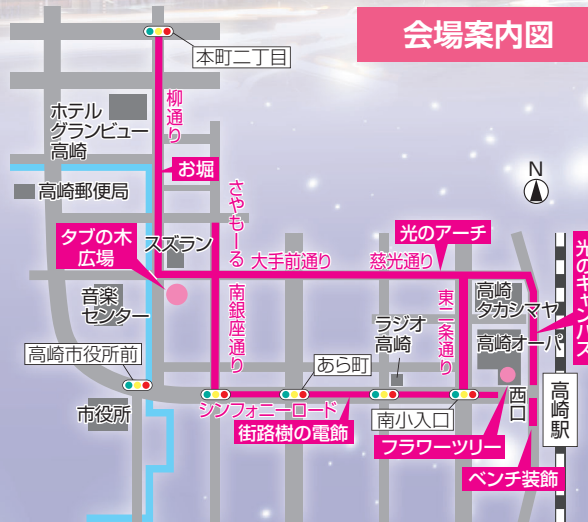 会場案内図
本町二丁目
柳通り
ホテル
グランビュー
高崎
お堀
高崎郵便局
さやもーる
N
タブの木
広場
スズラン
光のアーチ
大手前通り
慈光通り
光のキャンバス
音楽
センター
南銀座通り
東二条通り
高崎
タカシマヤ
ラジオ
高崎
高崎オーパ
高崎市役所前
あら町
西口
高崎駅
市役所
シンフォニーロード
南小入口
街路樹の電飾
フラワーツリー
ベンチ装飾